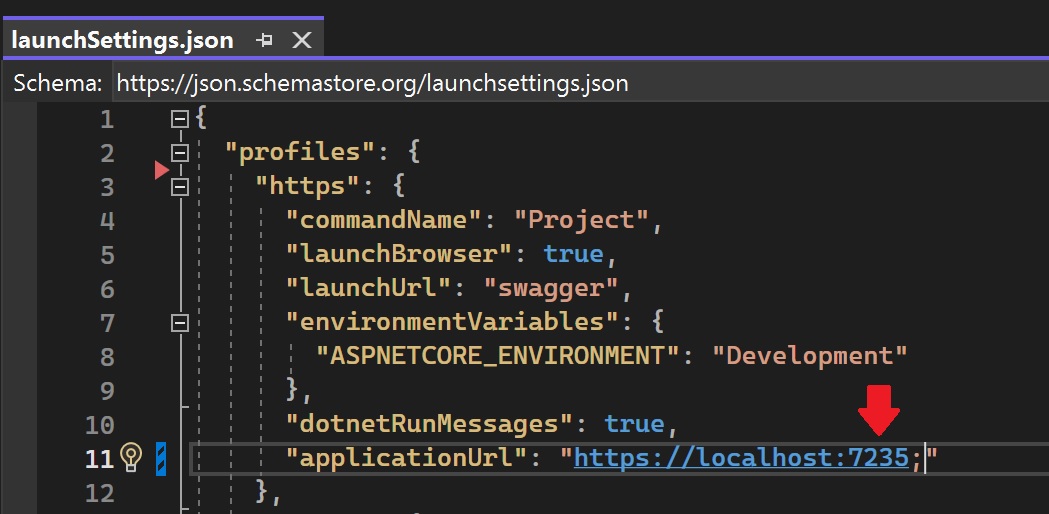 launchSettings.json
Schema: https://json.schemastore.org/launchsettings.json
1 {
2 "profiles": {
3 "https": {
4 "commandName": "Project",
5 "launchBrowser": true,
6 "launchUrl": "swagger",
7 "environmentVariables": {
8 "ASPNETCORE_ENVIRONMENT": "Development"
9 },
10 "dotnetRunMessages": true,
11 "applicationUrl": "https://localhost:7235;"
12 },